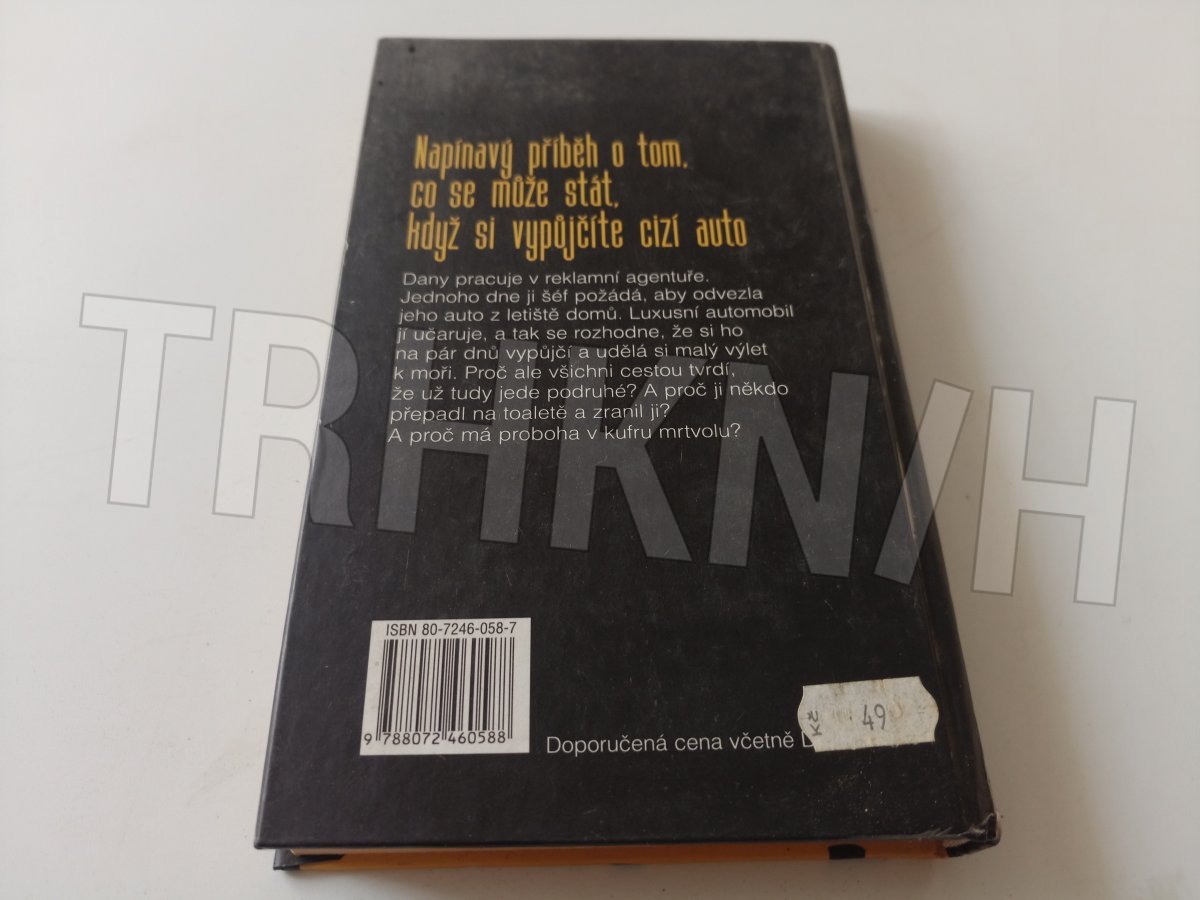 Napínavý příběh o tom,
co se může stát,
když si vypůjčíte cizí auto
Dany pracuje v reklamní agentuře.
Jednoho dne ji šéf požádá, aby odvezla
jeho auto z letiště domů. Luxusní automobil
jí učaruje, a tak se rozhodne, že si ho
na pár dnů vypůjčí a udělá si malý výlet
k moři. Proč ale všichni cestou tvrdí,
že už tudy jede podruhé? A proč ji někdo
přepadl na toaletě a zranil ji?
A proč má proboha v kufru mrtvolu?
TRHKNI/H
ISBN 80-7246-058-7
9 788072 460588
Doporučená cena včetně
Kč 49